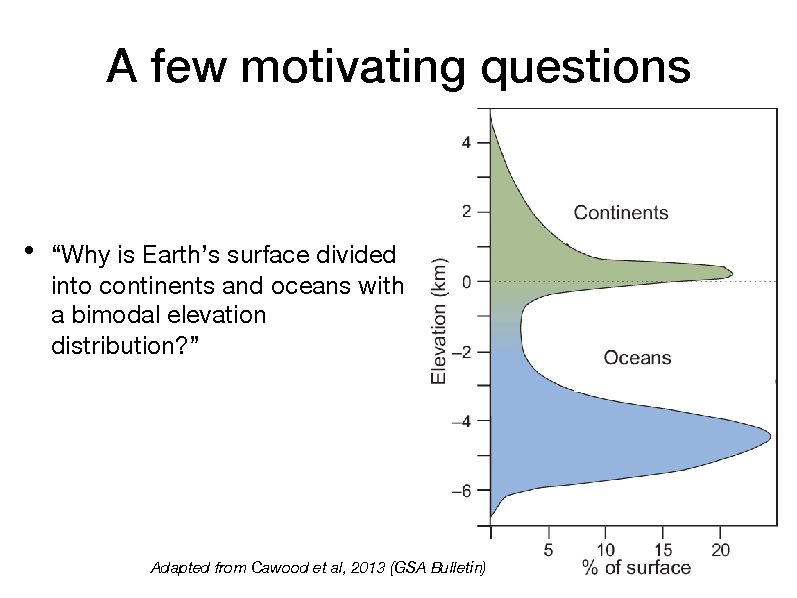 A few motivating questions
• “Why is Earth’s surface divided
into continents and oceans with
a bimodal elevation
distribution?”
Elevation (km)
4
2
0
–2
–4
–6
Continents
Oceans
5 10 15 20
% of surface
Adapted from Cawood et al, 2013 (GSA Bulletin)